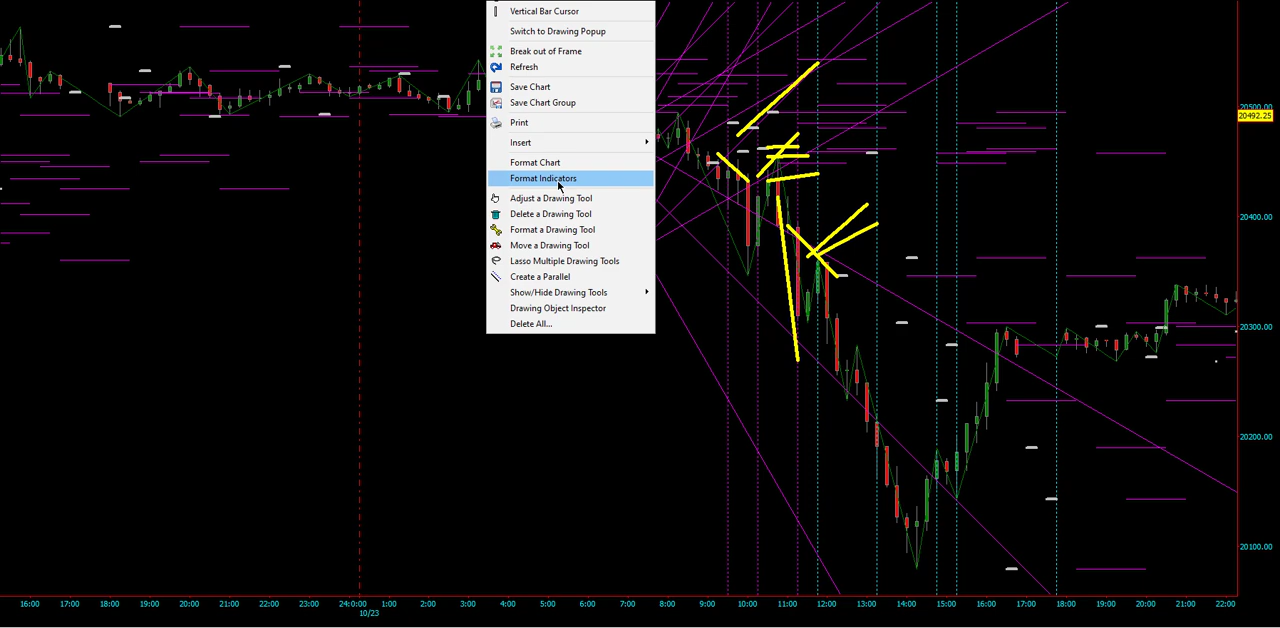 Vertical Bar Cursor
Switch to Drawing Popup
Break out of Frame
Refresh
Save Chart
Save Chart Group
Print
Insert
Format Chart
Format Indicators
Adjust a Drawing Tool
Delete a Drawing Tool
Format a Drawing Tool
Move a Drawing Tool
Lasso Multiple Drawing Tools
Create a Parallel
Show/Hide Drawing Tools
Drawing Object Inspector
Delete All...
20500.00
20492.25
20400.00
20300.00
20200.00
20100.00
16:00 17:00 18:00 19:00 20:00 21:00 22:00 23:00 24:0:00 1:00 2:00 3:00 4:00 5:00 6:00 7:00 8:00 9:00 10:00 11:00 12:00 13:00 14:00 15:00 16:00 17:00 18:00 19:00 20:00 21:00 22:00
10/23